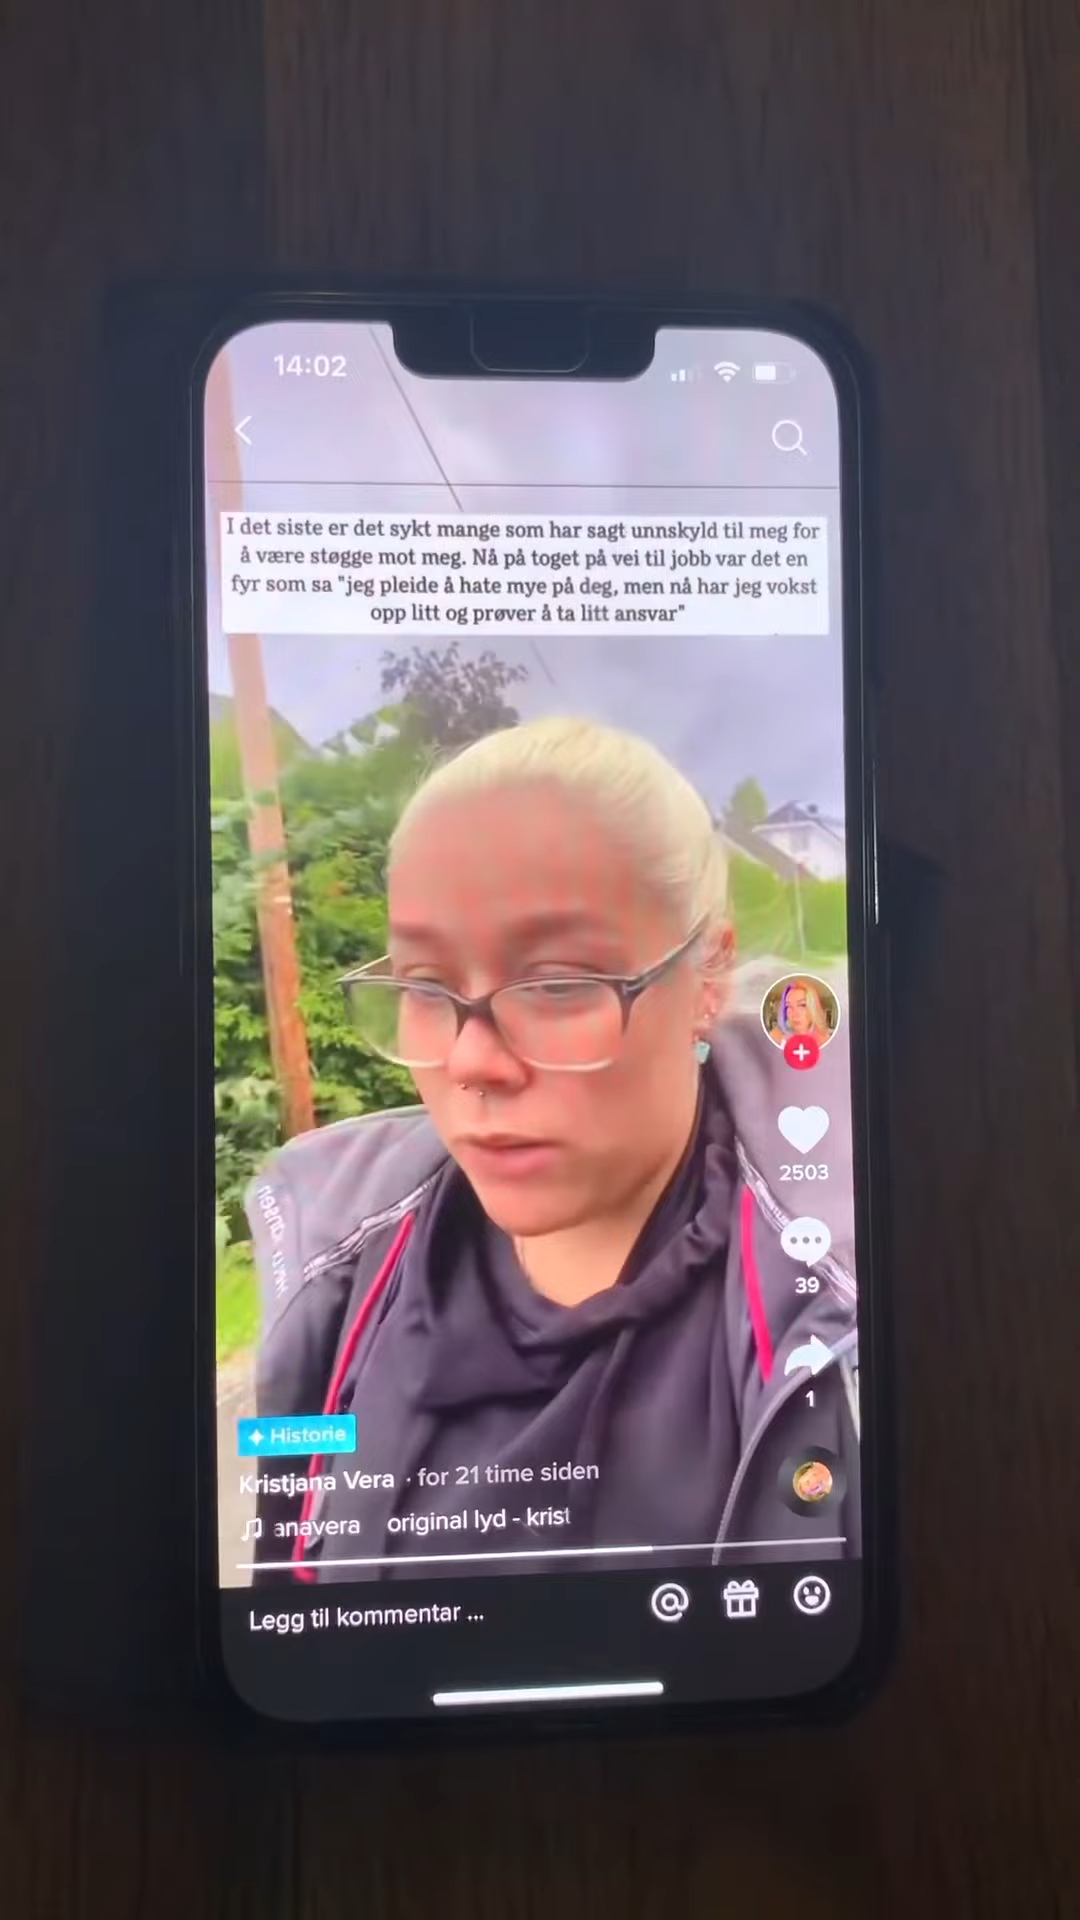 14:02
I det siste er det sykt mange som har sagt unnskyld til meg for
å være støgge mot meg. Nå på toget på vei til jobb var det en
fyr som sa "jeg pleide å hate mye på deg, men nå har jeg vokst
opp litt og prøver å ta litt ansvar"
2503
39
1
Historie
Kristjana Vera · for 21 time siden
anavera original lyd - krist
Legg til kommentar ...